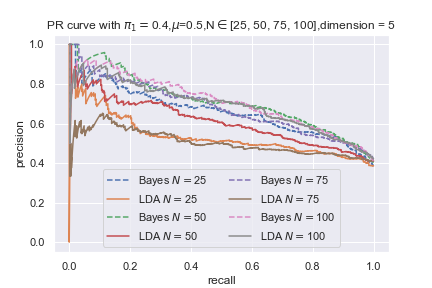 PR curve with π₁ = 0.4,μ=0.5,N ∈ [25, 50, 75, 100],dimension = 5
1.0
0.8
0.6
0.4
0.2
0.0
precision
Bayes N = 25
LDA N = 25
Bayes N = 50
LDA N = 50
Bayes N = 75
LDA N = 75
Bayes N = 100
LDA N = 100
0.0 0.2 0.4 0.6 0.8 1.0
recall